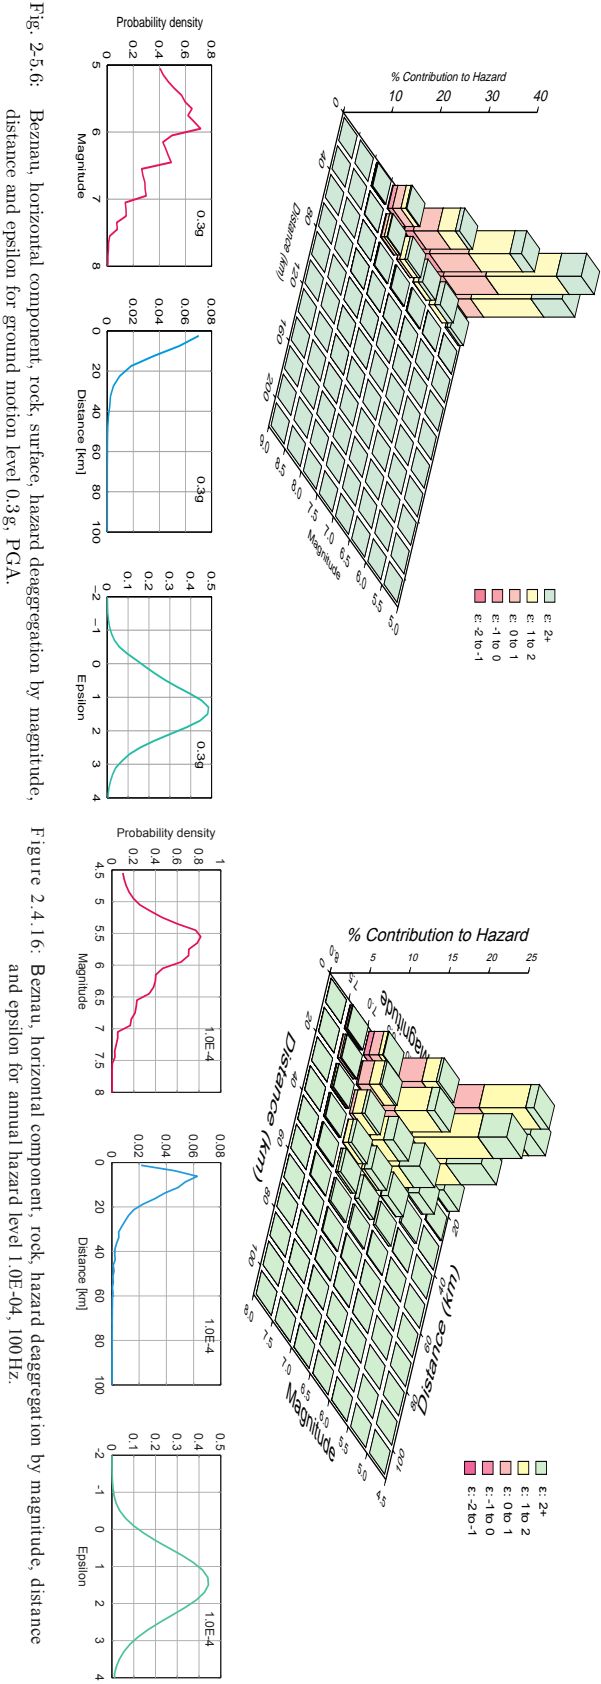 % Contribution to Hazard
10 20 30 40
0 40 80 120 160 200
Distance (km)
9.0 8.5 8.0 7.5 7.0 6.5 6.0 5.5 5.0
Magnitude
ε: 2+
ε: 1 to 2
ε: 0 to 1
ε: -1 to 0
ε: -2 to -1
Probability density
0 0.2 0.4 0.6 0.8
5 6 7 8
Magnitude
0.3g
0 0.02 0.04 0.06 0.08
0 20 40 60 80 100
Distance [km]
0.3g
0 0.1 0.2 0.3 0.4 0.5
−2 −1 0 1 2 3 4
Epsilon
0.3g
Fig. 2-5.6: Beznau, horizontal component, rock, surface, hazard deaggregation by magnitude,
distance and epsilon for ground motion level 0.3g, PGA.
% Contribution to Hazard
5 10 15 20 25
8.0 7.5 7.0
Magnitude
0 20 40 60 80 100
Distance (km)
8.0 7.5 7.0 6.5 6.0 5.5 5.0 4.5
Magnitude
20 40 60 80 100
Distance (km)
ε: 2+
ε: 1 to 2
ε: 0 to 1
ε: -1 to 0
ε: -2 to -1
Probability density
0 0.2 0.4 0.6 0.8 1
4.5 5 5.5 6 6.5 7 7.5 8
Magnitude
1.0E-4
0 0.02 0.04 0.06 0.08
0 20 40 60 80 100
Distance [km]
1.0E-4
0 0.1 0.2 0.3 0.4 0.5
-2 -1 0 1 2 3 4
Epsilon
1.0E-4
Figure 2.4.16: Beznau, horizontal component, rock, hazard deaggregation by magnitude, distance
and epsilon for annual hazard level 1.0E-04, 100Hz.